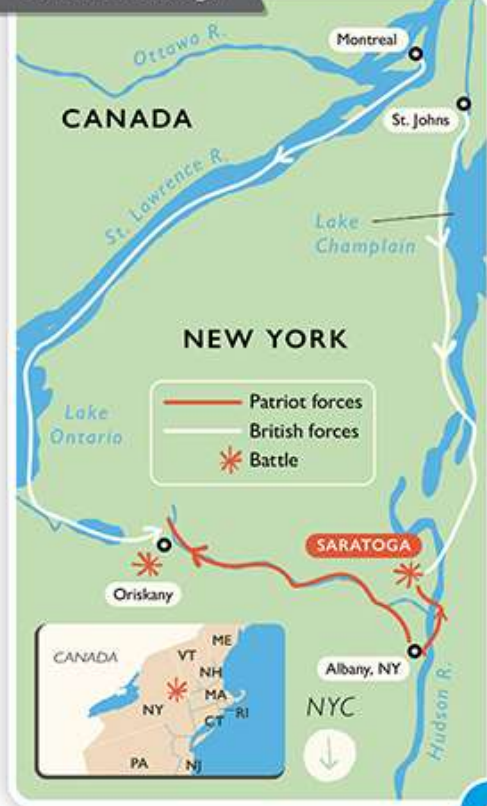 Ottawa R.
Montreal
CANADA
St. Johns
St. Lawrence R.
Lake
Champlain
NEW YORK
Patriot forces
British forces
Battle
Lake
Ontario
SARATOGA
Oriskany
Albany, NY
Hudson R.
NYC
CANADA
ME
VT
NH
MA
NY
CT
RI
PA
NJ